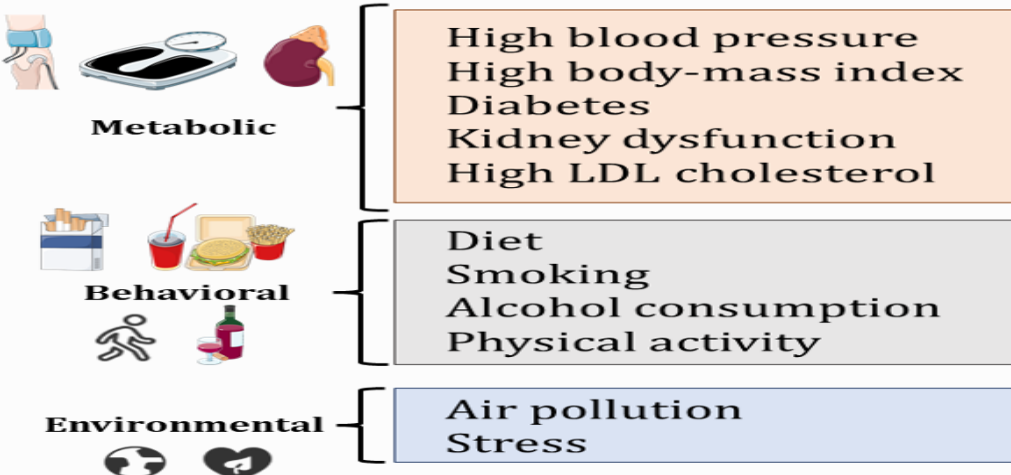 Metabolic
High blood pressure
High body-mass index
Diabetes
Kidney dysfunction
High LDL cholesterol
Behavioral
Diet
Smoking
Alcohol consumption
Physical activity
Environmental
Air pollution
Stress